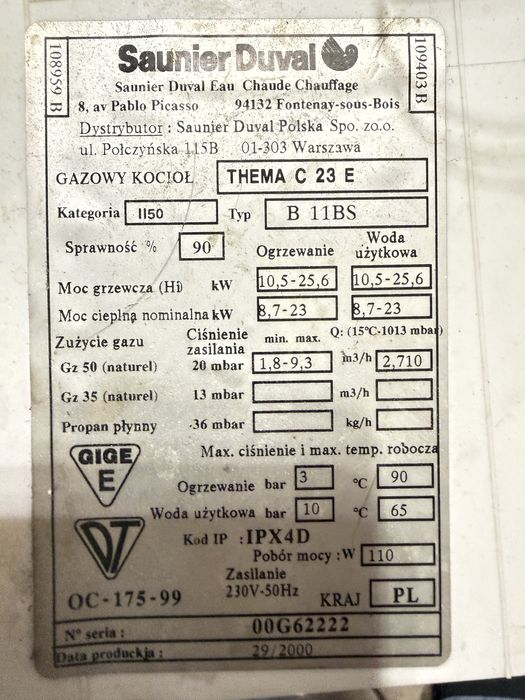 108959 B
109403 B
Saunier Duval
Saunier Duval Eau Chaude Chauffage
8, av Pablo Picasso 94132 Fontenay-sous-Bois
Dystrybutor : Saunier Duval Polska Spo. zo.o.
ul. Połczyńska 115B 01-303 Warszawa
GAZOWY KOCIOŁ THEMA C 23 E
Kategoria II50 Typ B 11BS
Sprawność % 90 Ogrzewanie Woda użytkowa
Moc grzewcza (Hi) kW 10,5-25,6 10,5-25,6
Moc cieplna nominalna kW 8,7-23 8,7-23
Zużycie gazu Ciśnienie zasilania min. max. Q: (15°C-1013 mbar)
Gz 50 (naturel) 20 mbar 1,8-9,3 m3/h 2,710
Gz 35 (naturel) 13 mbar m3/h
Propan płynny 36 mbar kg/h
GIGE
E
Max. ciśnienie i max. temp. robocza
Ogrzewanie bar 3 °C 90
Woda użytkowa bar 10 °C 65
DT
Kod IP : IPX4D
Pobór mocy : W 110
Zasilanie
230V-50Hz
OC-175-99
KRAJ PL
N° seria : 00G62222
Data produckja : 29/2000